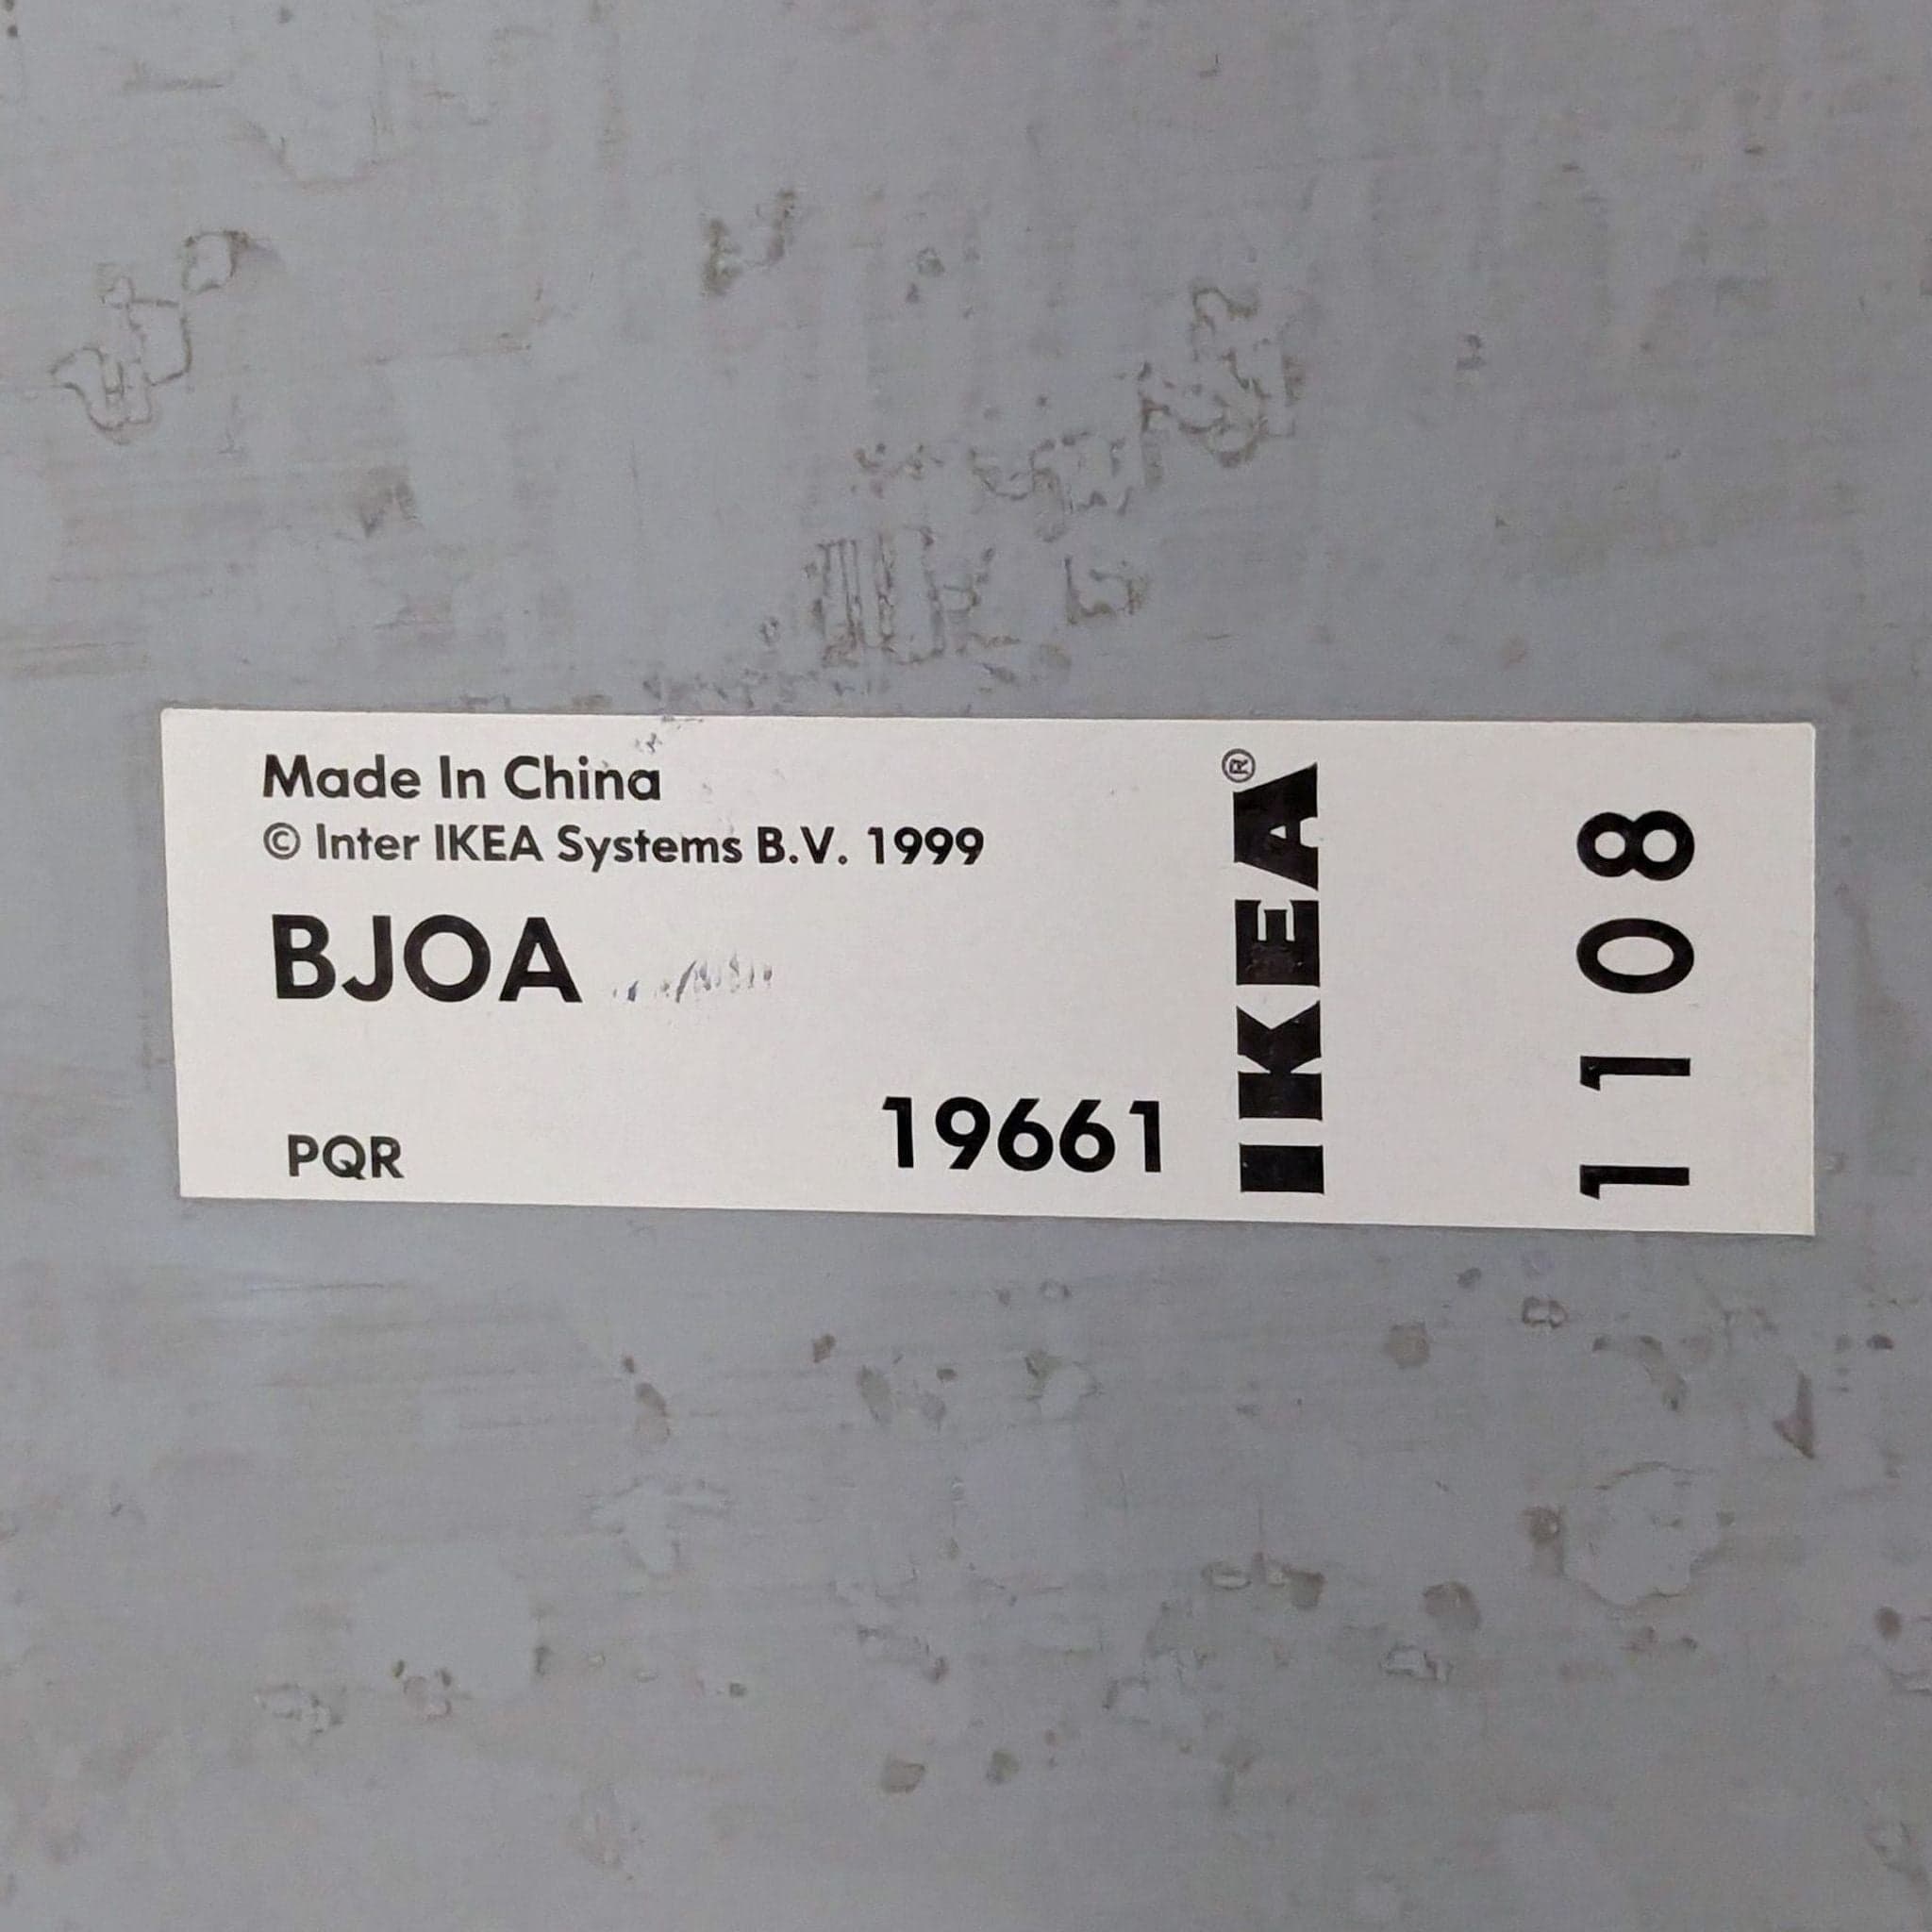 Made In China
© Inter IKEA Systems B.V. 1999
BJOA
PQR
19661
IKEA®
1108